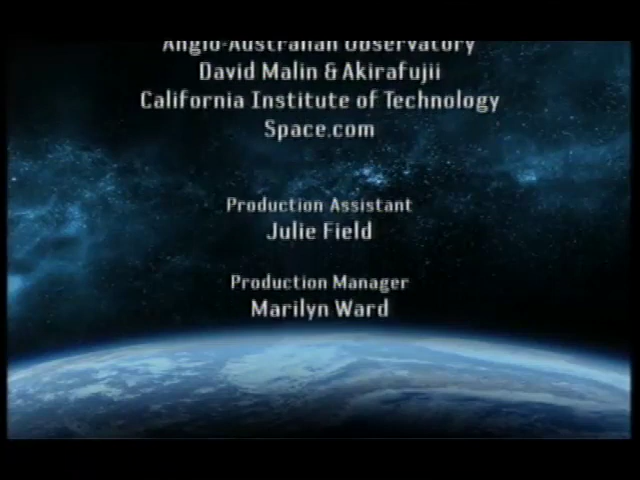 Anglo-Australian Observatory
David Malin & Akirafujii
California Institute of Technology
Space.com
Production Assistant
Julie Field
Production Manager
Marilyn Ward